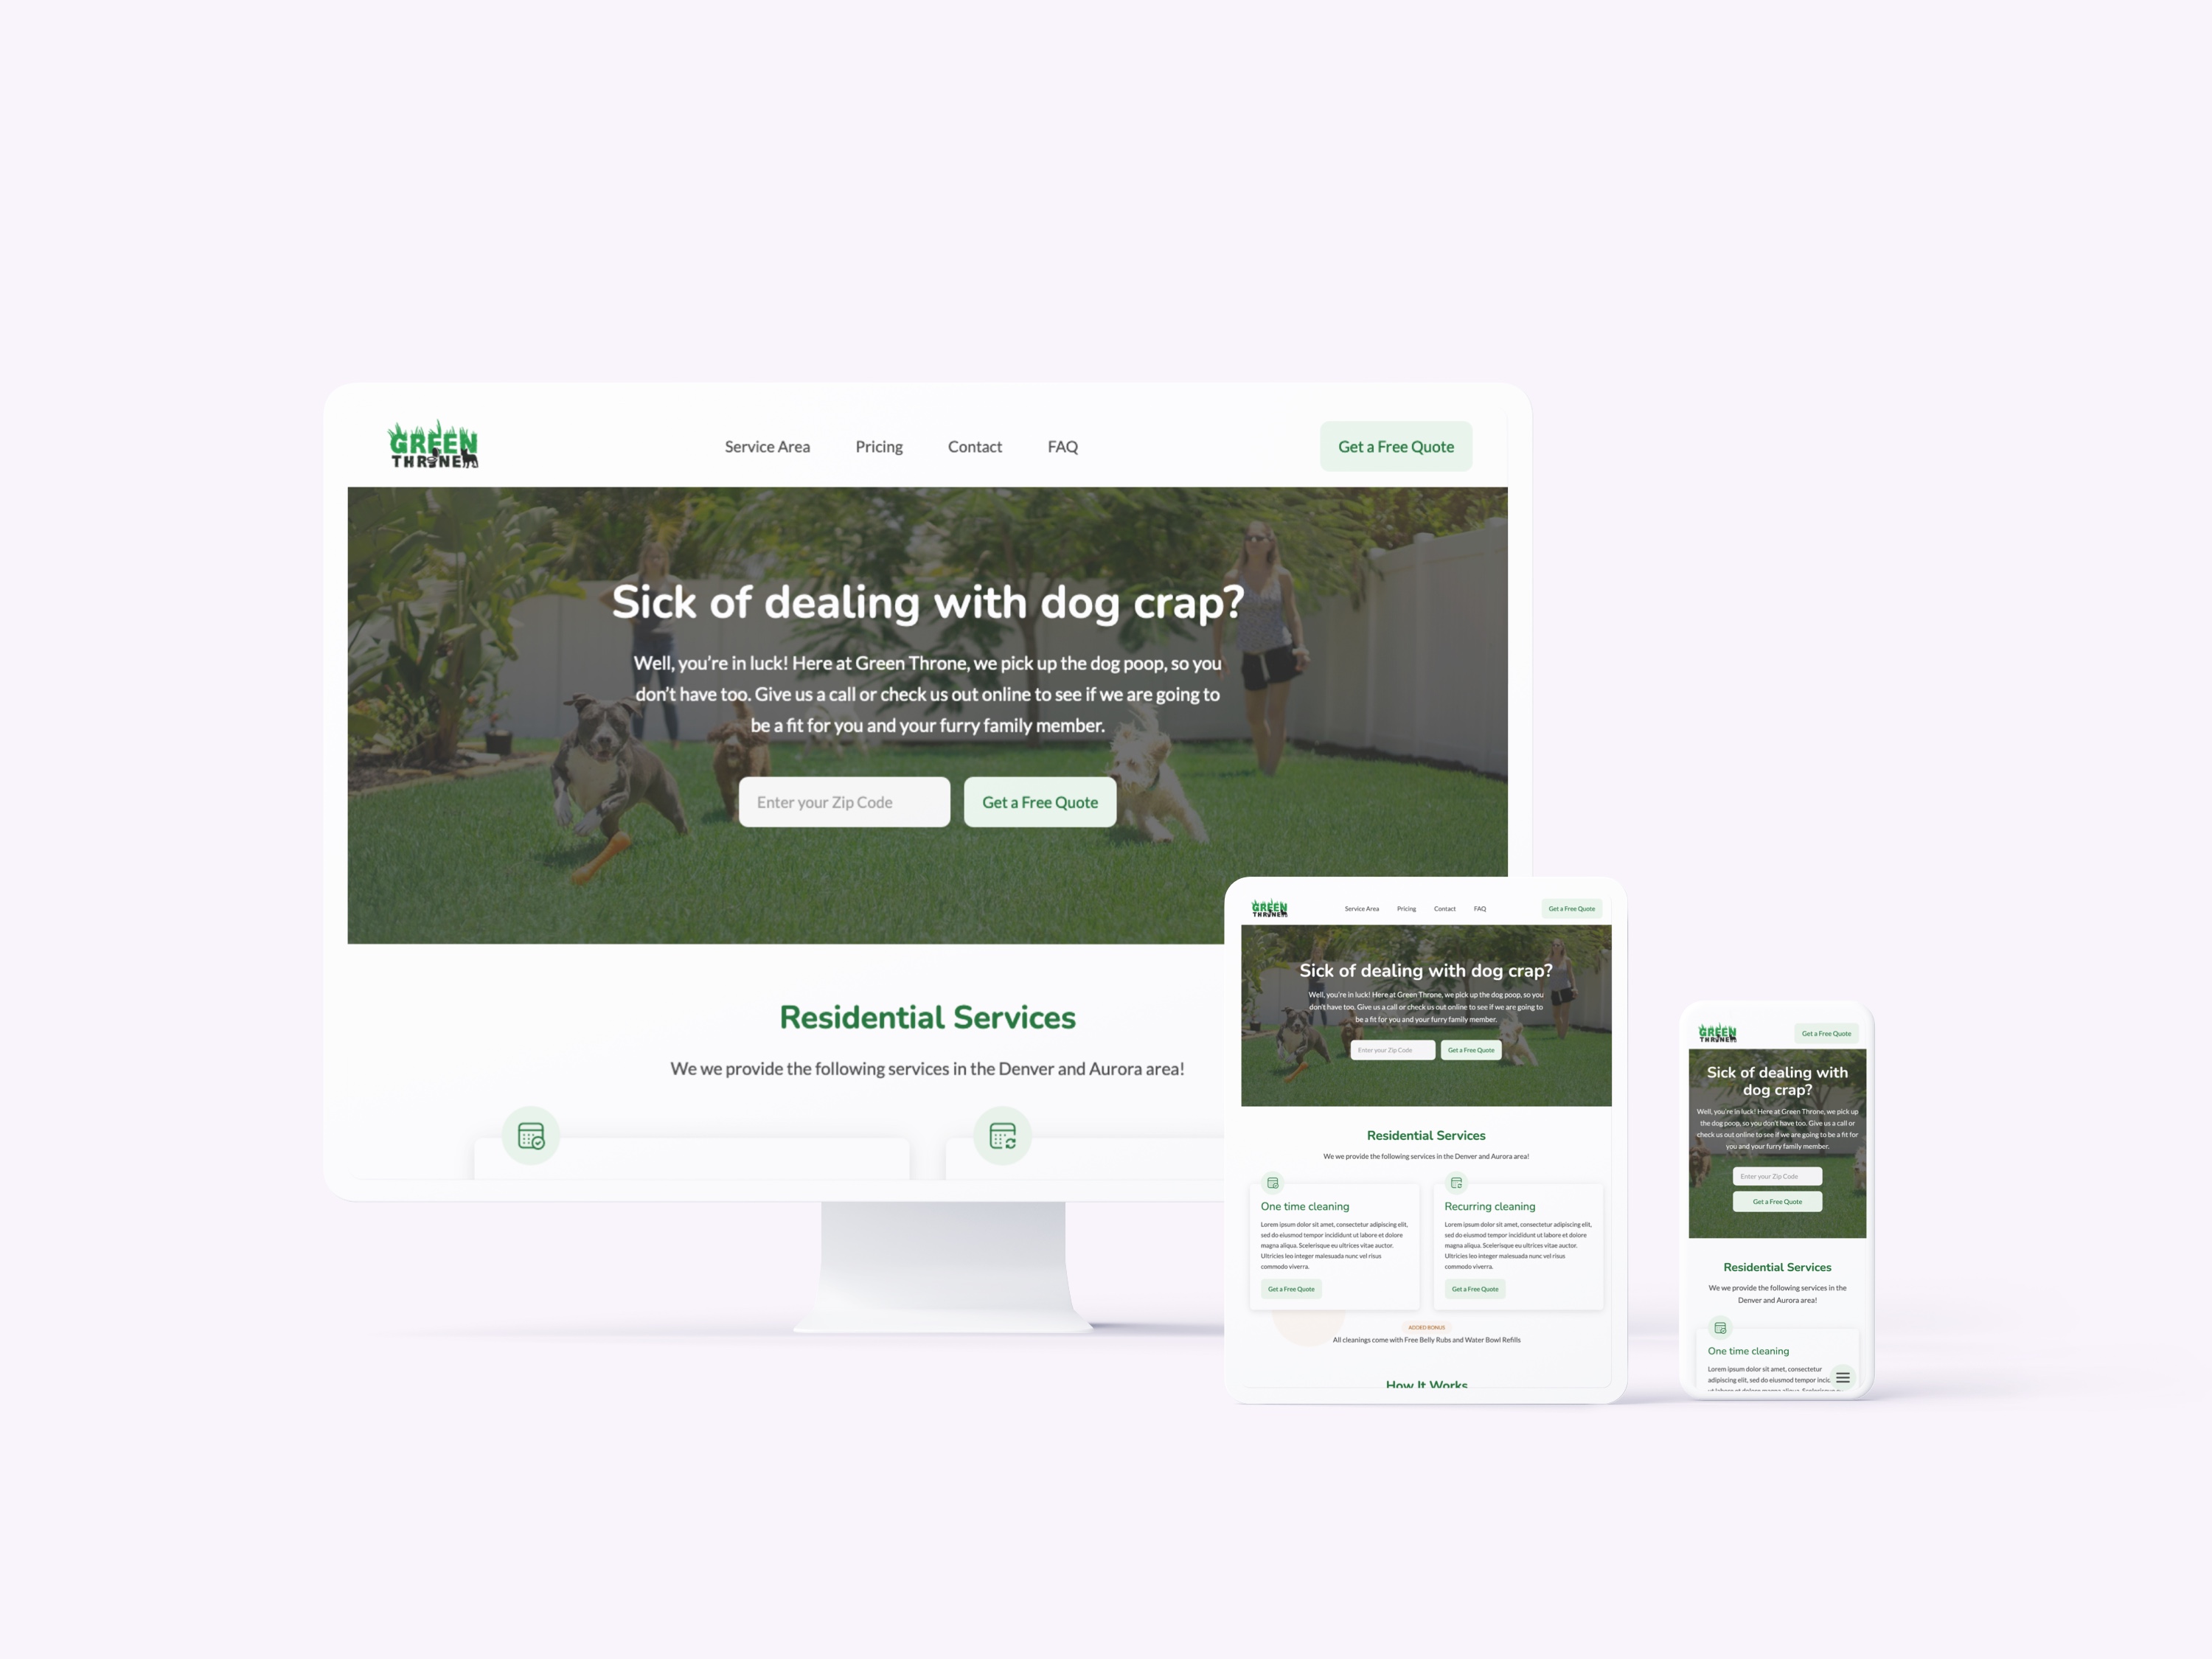 GREEN
THRONE
Service Area
Pricing
Contact
FAQ
Get a Free Quote
Sick of dealing with dog crap?
Well, you're in luck! Here at Green Throne, we pick up the dog poop, so you
don't have too. Give us a call or check us out online to see if we are going to
be a fit for you and your furry family member.
Enter your Zip Code
Get a Free Quote
Residential Services
We we provide the following services in the Denver and Aurora area!
GREEN
THRONE
Service Area
Pricing
Contact
FAQ
Get a Free Quote
Sick of dealing with dog crap?
Well, you're in luck! Here at Green Throne, we pick up the dog poop, so you
don't have too. Give us a call or check us out online to see if we are going to
be a fit for you and your furry family member.
Enter your Zip Code
Get a Free Quote
Residential Services
We we provide the following services in the Denver and Aurora area!
One time cleaning
Lorem ipsum dolor sit amet, consectetur adipiscing elit,
sed do eiusmod tempor incididunt ut labore et dolore
magna aliqua. Scelerisque eu ultrices vitae auctor.
Ultricies leo integer malesuada nunc vel risus
commodo viverra.
Get a Free Quote
Recurring cleaning
Lorem ipsum dolor sit amet, consectetur adipiscing elit,
sed do eiusmod tempor incididunt ut labore et dolore
magna aliqua. Scelerisque eu ultrices vitae auctor.
Ultricies leo integer malesuada nunc vel risus
commodo viverra.
Get a Free Quote
ADDED BONUS
All cleanings come with Free Belly Rubs and Water Bowl Refills
How It Works
GREEN
THRONE
Get a Free Quote
Sick of dealing with
dog crap?
Well, you're in luck! Here at Green Throne, we pick up
the dog poop, so you don't have too. Give us a call or
check us out online to see if we are going to be a fit for
you and your furry family member.
Enter your Zip Code
Get a Free Quote
Residential Services
We we provide the following services in the
Denver and Aurora area!
One time cleaning
Lorem ipsum dolor sit amet, consectetur
adipiscing elit, sed do eiusmod tempor